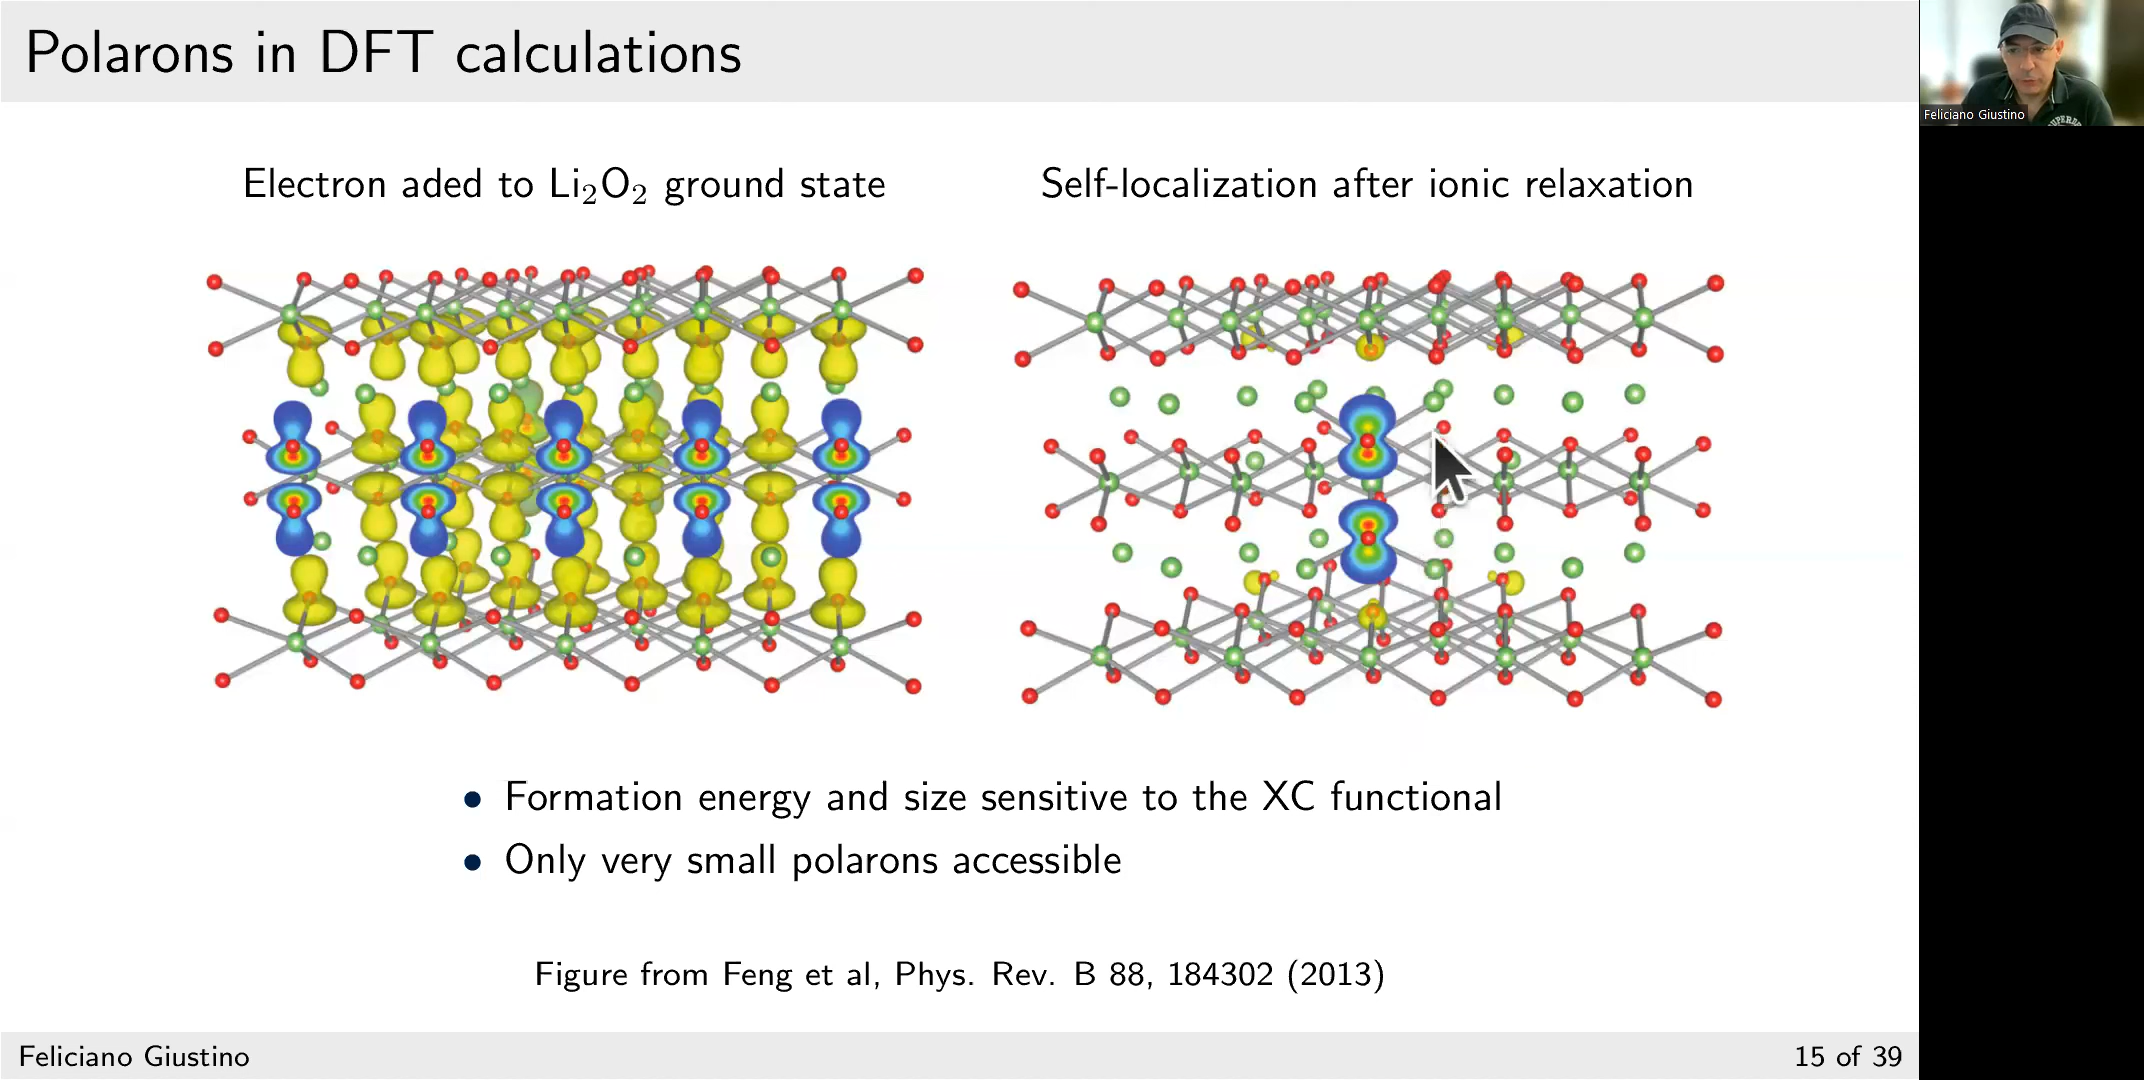 Polarons in DFT calculations
Feliciano Giustino
Electron aded to Li₂O₂ ground state
Self-localization after ionic relaxation
• Formation energy and size sensitive to the XC functional
• Only very small polarons accessible
Figure from Feng et al, Phys. Rev. B 88, 184302 (2013)
Feliciano Giustino
15 of 39